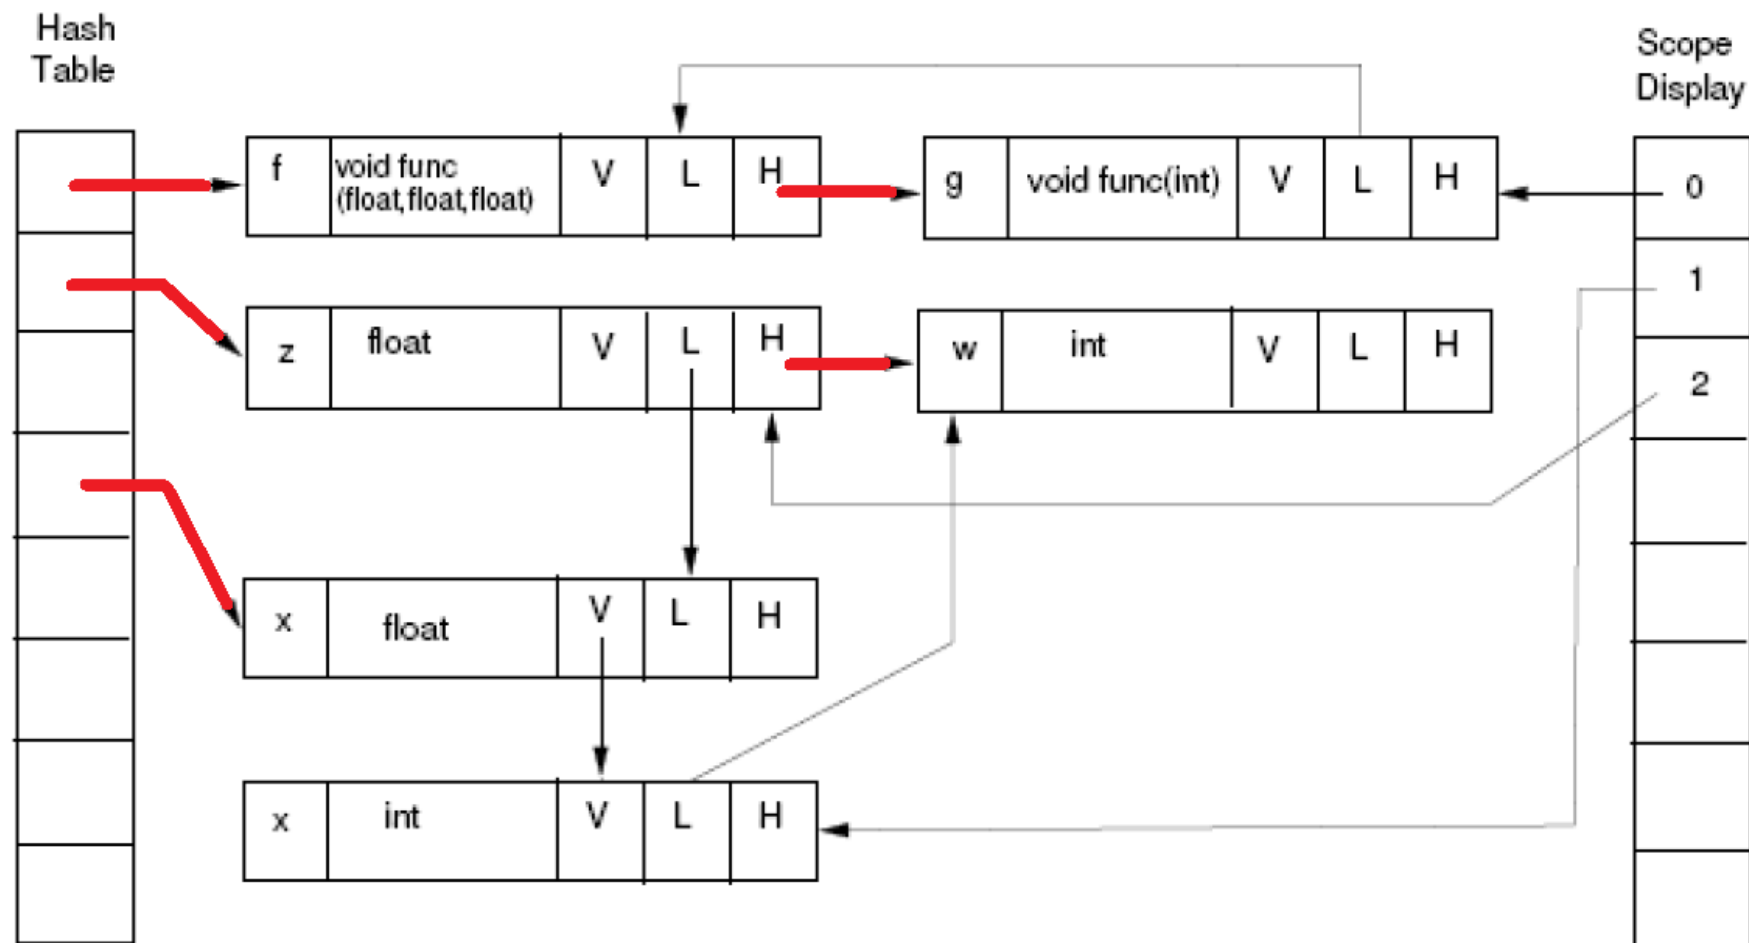 Hash
Table
Scope
Display
f void func
(float,float,float) V L H
g void func(int) V L H
0
z float V L H
w int V L H
1
2
x float V L H
x int V L H